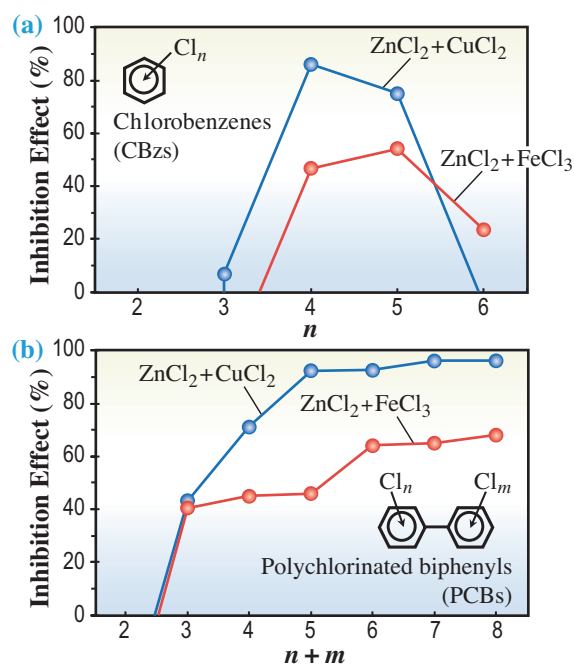 (a)
Inhibition Effect (%)
100
80
60
40
20
0
Cl𝑛
Chlorobenzenes
(CBzs)
ZnCl₂+CuCl₂
ZnCl₂+FeCl₃
2 3 4 5 6
n
(b)
Inhibition Effect (%)
100
80
60
40
20
0
ZnCl₂+CuCl₂
ZnCl₂+FeCl₃
Cl𝑛 Cl𝑚
Polychlorinated biphenyls
(PCBs)
2 3 4 5 6 7 8
n + m